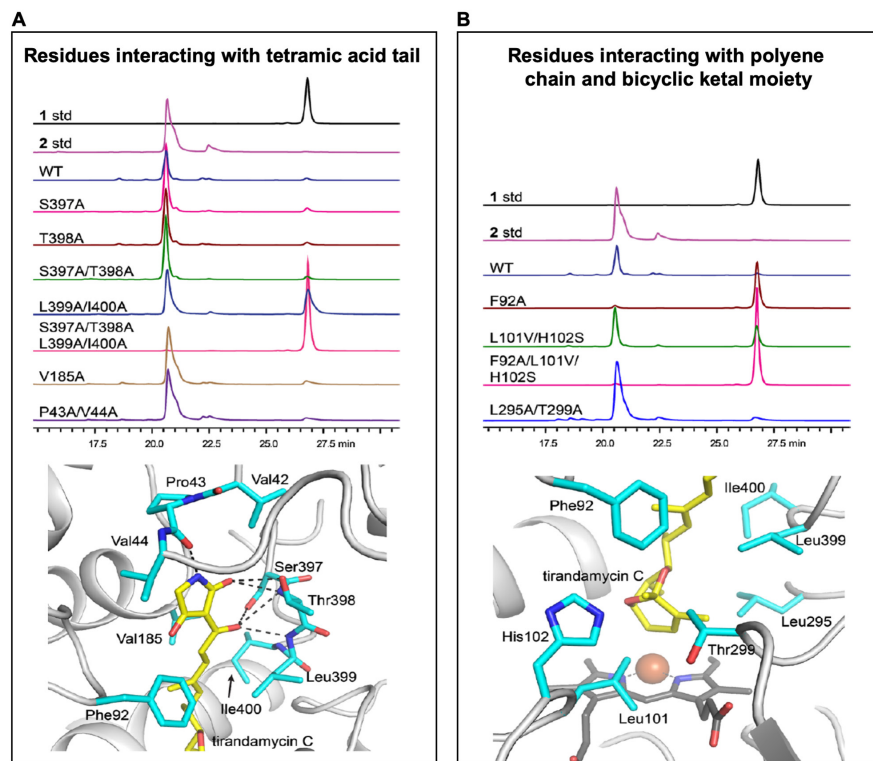 A
Residues interacting with tetramic acid tail
1 std
2 std
WT
S397A
T398A
S397A/T398A
L399A/I400A
S397A/T398A
L399A/I400A
V185A
P43A/V44A
17.5
20.0
22.5
25.0
27.5 min
Pro43
Val42
Val44
Ser397
Thr398
Val185
Leu399
Phe92
Ile400
tirandamycin C
B
Residues interacting with polyene
chain and bicyclic ketal moiety
1 std
2 std
WT
F92A
L101V/H102S
F92A/L101V/
H102S
L295A/T299A
17.5
20.0
22.5
25.0
27.5 min
Phe92
Ile400
Leu399
tirandamycin C
Leu295
His102
Thr299
Leu101